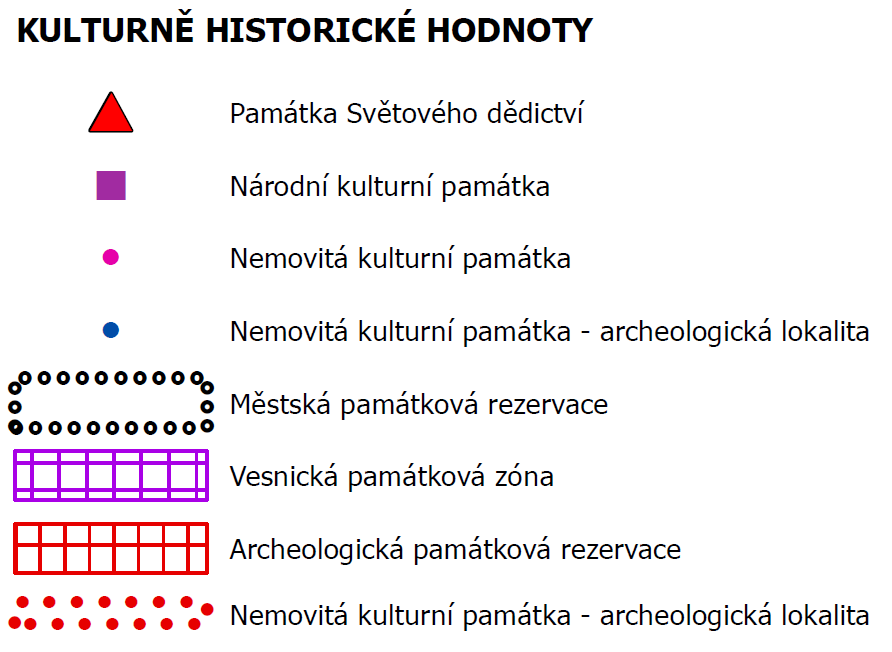 KULTURNĚ HISTORICKÉ HODNOTY
Památka Světového dědictví
Národní kulturní památka
Nemovitá kulturní památka
Nemovitá kulturní památka - archeologická lokalita
Městská památková rezervace
Vesnická památková zóna
Archeologická památková rezervace
Nemovitá kulturní památka - archeologická lokalita